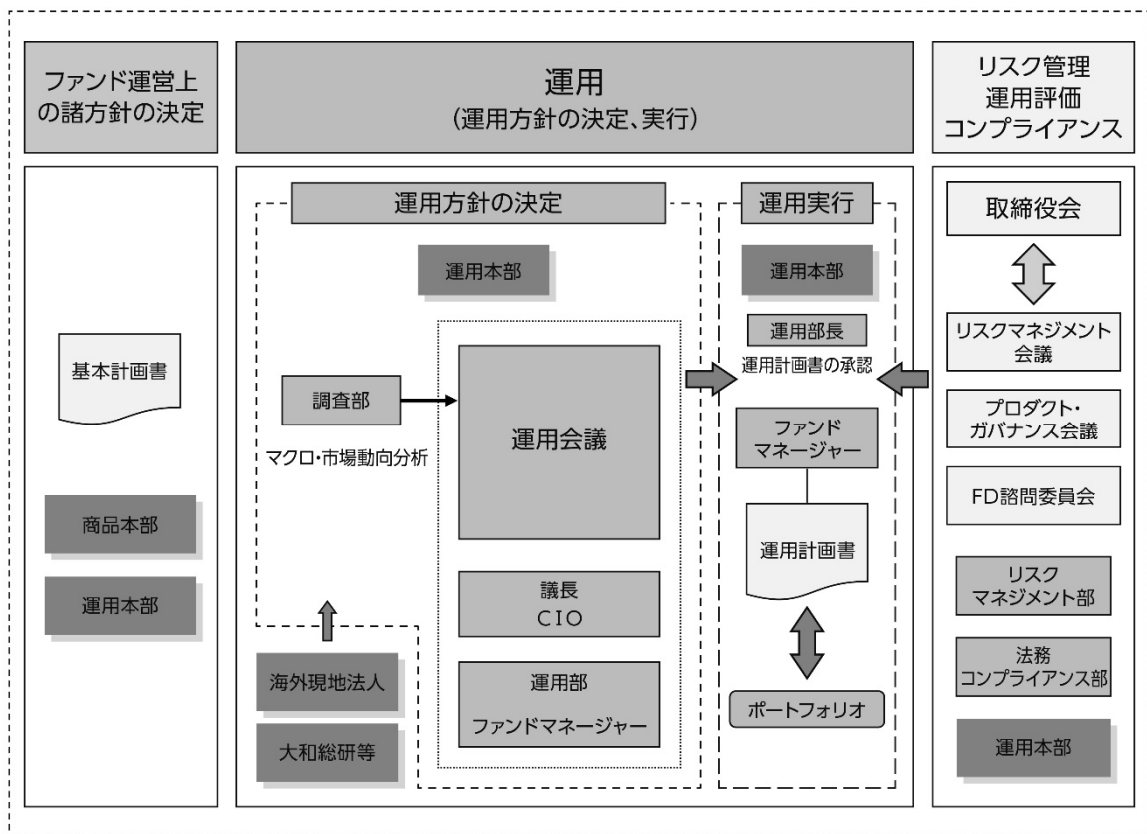 ファンド運営上
の諸方針の決定
基本計画書
商品本部
運用本部
運用
(運用方針の決定、実行)
運用方針の決定
運用本部
調査部
マクロ・市場動向分析
運用会議
議長
CIO
運用部
ファンドマネージャー
海外現地法人
大和総研等
運用実行
運用本部
運用部長
運用計画書の承認
ファンド
マネージャー
運用計画書
ポートフォリオ
リスク管理
運用評価
コンプライアンス
取締役会
リスクマネジメント
会議
プロダクト・
ガバナンス会議
FD諮問委員会
リスク
マネジメント部
法務
コンプライアンス部
運用本部